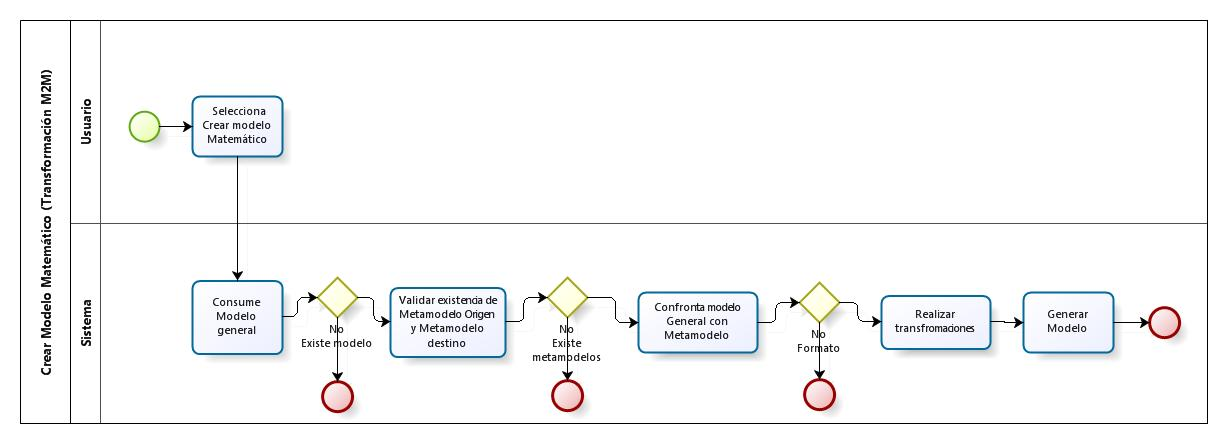 Crear Modelo Matemático (Transformación M2M)
Usuario
Selecciona
Crear modelo
Matemático
Sistema
Consume
Modelo
general
No
Existe modelo
Validar existencia de
Metamodelo Origen
y Metamodelo
destino
No
Existe
metamodelos
Confronta modelo
General con
Metamodelo
No
Formato
Realizar
transfromadones
Generar
Modelo